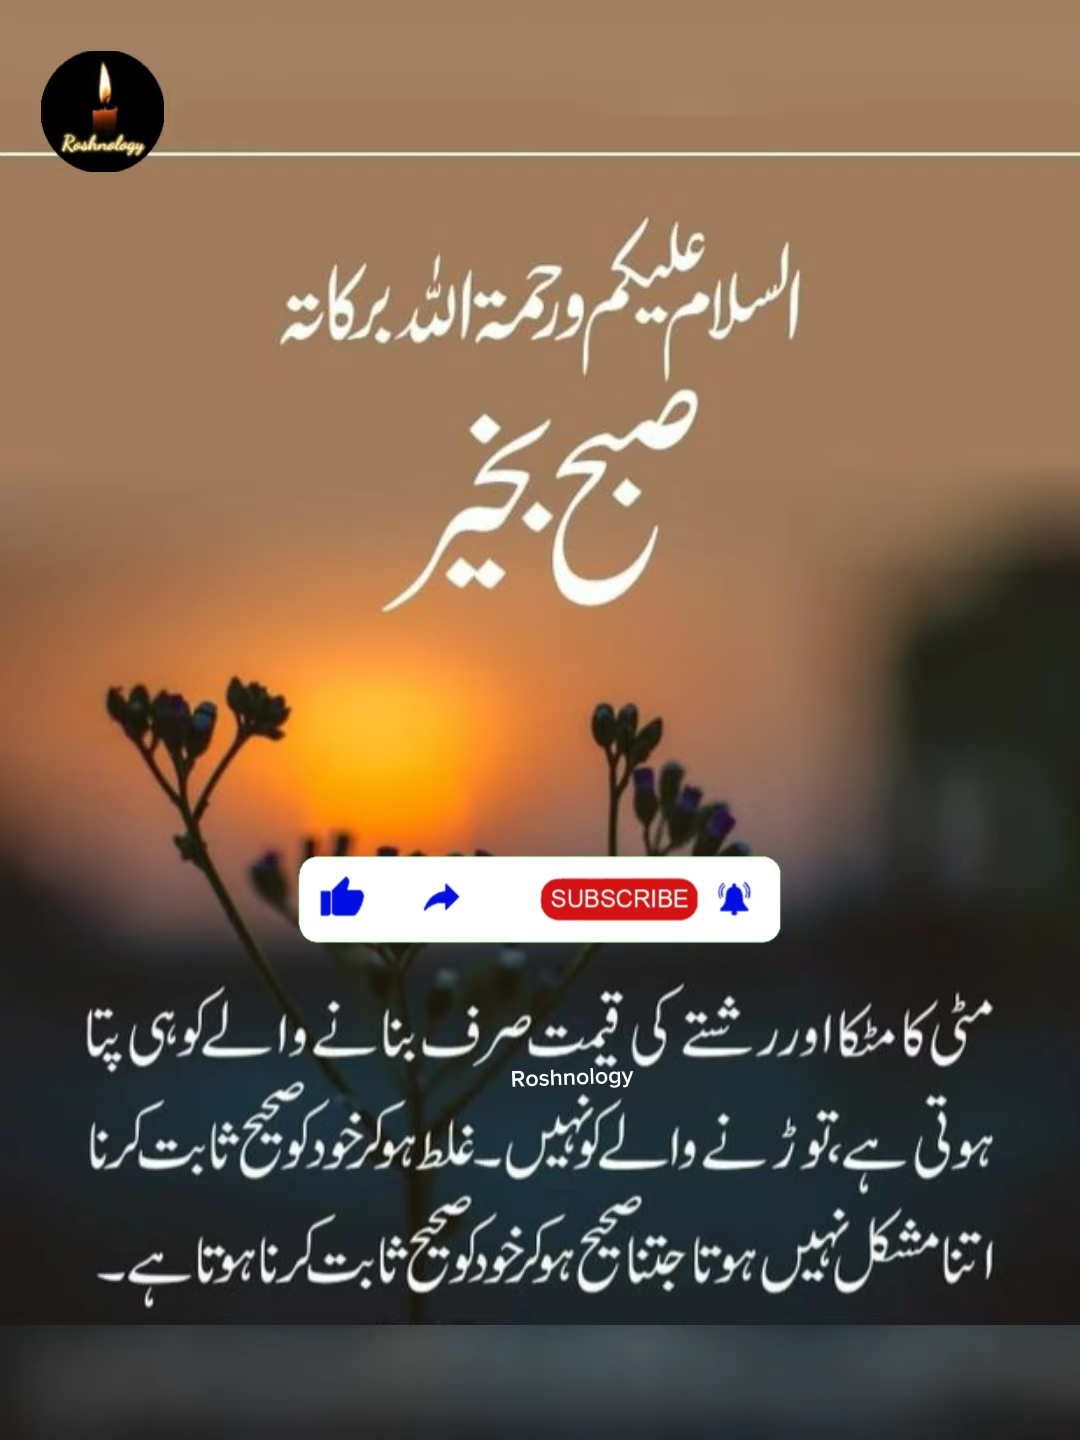 Roshnology
السلام علیکم ورحمۃ اللہ برکاتہ
صبح بخیر
SUBSCRIBE
مٹی کا مٹکا اور رشتے کی قیمت صرف بنانے والے کو ہی پتا
Roshnology
ہوتی ہے، توڑنے والے کو نہیں۔ غلط ہو کر خود کو صحیح ثابت کرنا
اتنا مشکل نہیں ہوتا جتنا صحیح ہو کر خود کو صحیح ثابت کرنا ہوتا ہے۔